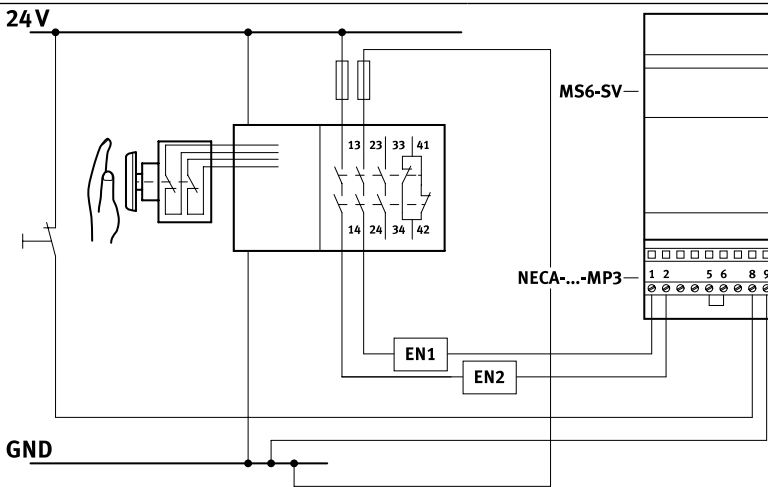 24 V
MS6-SV
13 23 33 41
14 24 34 42
NECA-...-MP3
1 2 5 6 8 9
EN1
EN2
GND